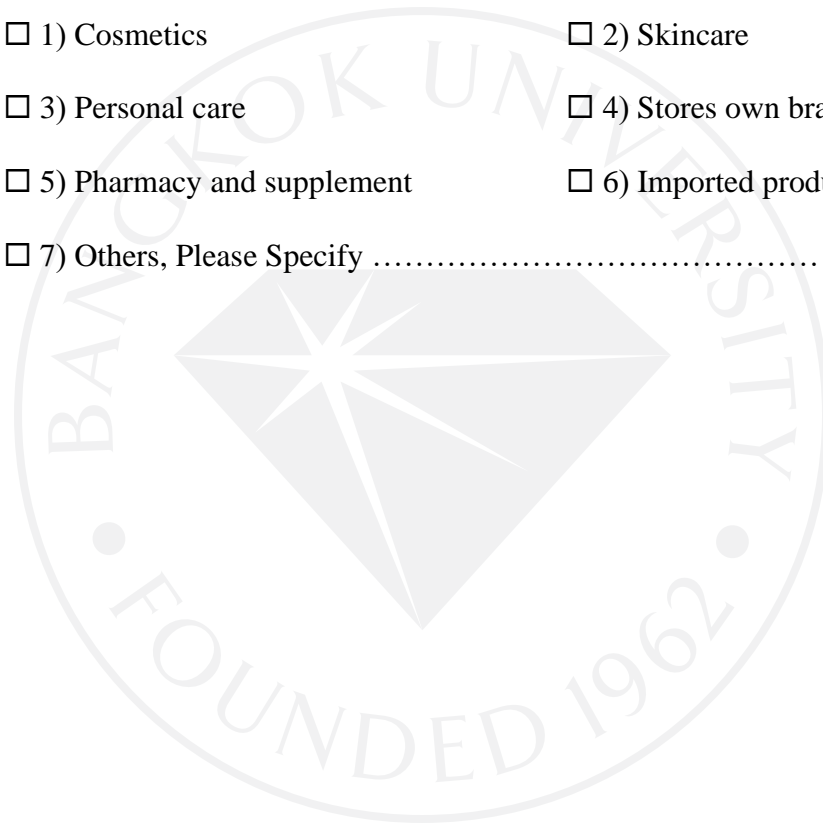 ☐ 1) Cosmetics ☐ 2) Skincare
☐ 3) Personal care ☐ 4) Stores own
☐ 5) Pharmacy and supplement ☐ 6) Imported
☐ 7) Others, Please Specify ……………………………………
BANGKOK UNIVERSITY
FOUNDED 1962